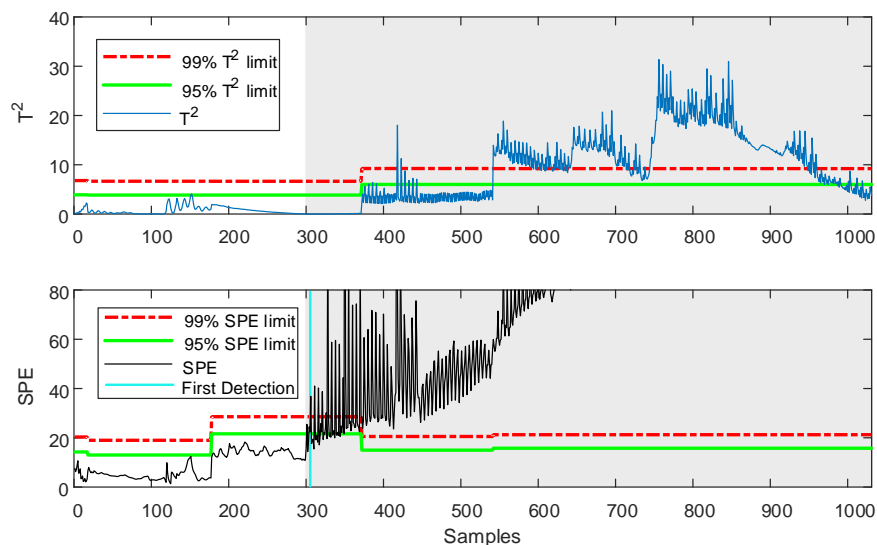 40
30
20
10
0
T²
99% T² limit
95% T² limit
T²
0 100 200 300 400 500 600 700 800 900 1000
80
60
40
20
0
SPE
99% SPE limit
95% SPE limit
SPE
First Detection
0 100 200 300 400 500 600 700 800 900 1000
Samples